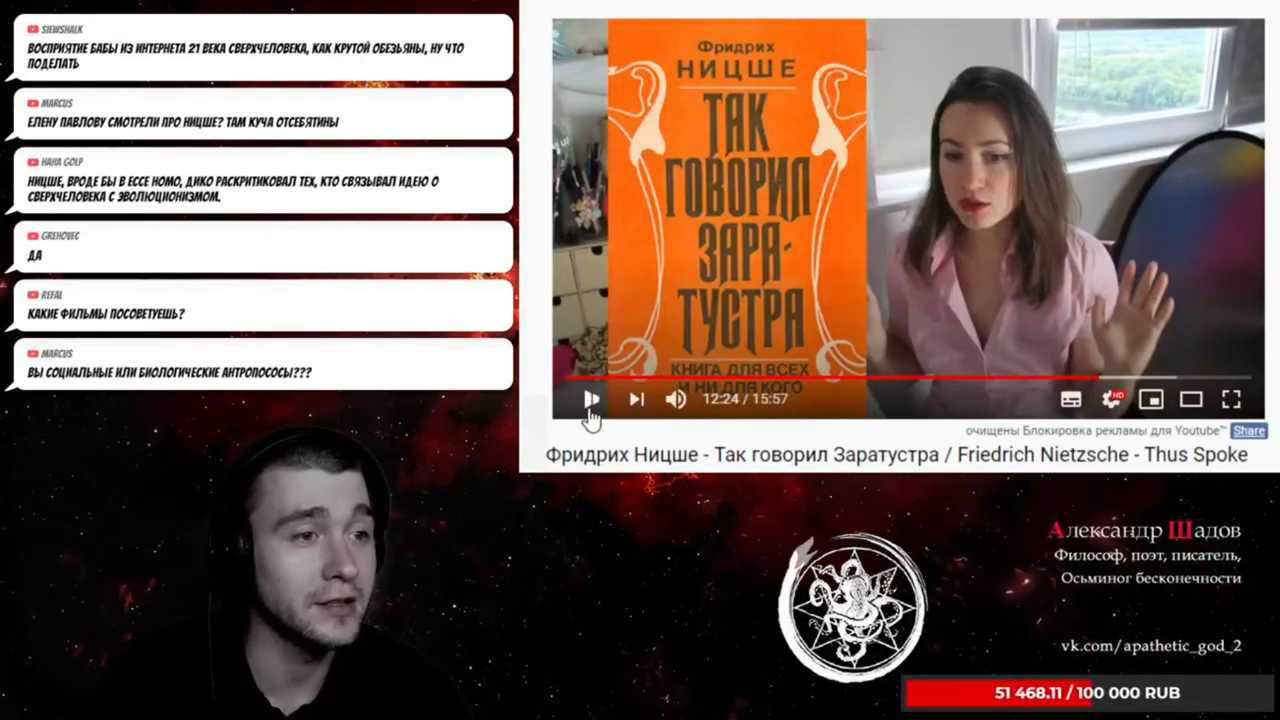 SIEWSHALK
ВОСПРИЯТИЕ БАБЫ ИЗ ИНТЕРНЕТА 21 ВЕКА СВЕРХЧЕЛОВЕКА, КАК КРУТОЙ ОБЕЗЬЯНЫ, НУ ЧТО
ПОДЕЛАТЬ
MARCUS
ЕЛЕНУ ПАВЛОВУ СМОТРЕЛИ ПРО НИЦШЕ? ТАМ КУЧА ОТСЕБЯТИНЫ
HAHA GOLP
НИЦШЕ, ВРОДЕ БЫ В ЕССЕ НОМО, ДИКО РАСКРИТИКОВАЛ ТЕХ, КТО СВЯЗЫВАЛ ИДЕЮ О
СВЕРХЧЕЛОВЕКА С ЭВОЛЮЦИОНИЗМОМ.
GREHOVEC
ДА
REFAL
КАКИЕ ФИЛЬМЫ ПОСОВЕТУЕШЬ?
MARCUS
ВЫ СОЦИАЛЬНЫЕ ИЛИ БИОЛОГИЧЕСКИЕ АНТРОПОСОСЫ???
Фридрих
НИЦШЕ
ТАК
ГОВОРИЛ
ЗАРА-
ТУСТРА
КНИГА ДЛЯ ВСЕХ
И НИ ДЛЯ КОГО
12:24 / 15:57
HD
очищены Блокировка рекламы для Youtube™ Share
Фридрих Ницше - Так говорил Заратустра / Friedrich Nietzsche - Thus Spoke
Александр Шадов
Философ, поэт, писатель,
Осьминог бесконечности
vk.com/apathetic_god_2
51 468.11 / 100 000 RUB